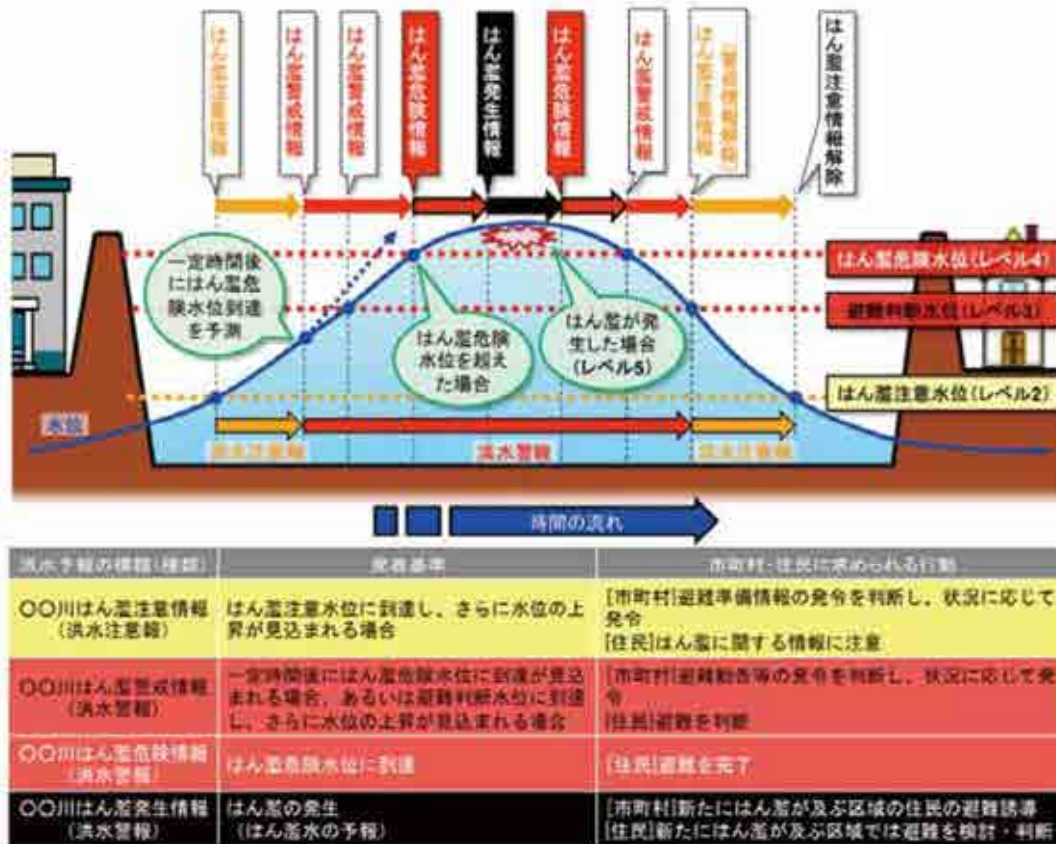 はん濫注意情報
はん濫警戒情報
はん濫警戒情報
はん濫危険情報
はん濫発生情報
はん濫危険情報
はん濫警戒情報
はん濫注意情報
(警戒情報解除)
はん濫注意情報解除
一定時間後
にはん濫危
険水位到達
を予測
はん濫危険
水位を超え
た場合
はん濫が発
生した場合
(レベル5)
はん濫危険水位(レベル4)
避難判断水位(レベル3)
はん濫注意水位(レベル2)
水位
洪水注意報
洪水警報
洪水注意報
時間の流れ
洪水予報の標題(種類)
発表基準
市町村・住民に求められる行動
〇〇川はん濫注意情報
(洪水注意報)
はん濫注意水位に到達し、さらに水位の上
昇が見込まれる場合
[市町村]避難準備情報の発令を判断し、状況に応じて
発令
[住民]はん濫に関する情報に注意
〇〇川はん濫警戒情報
(洪水警報)
一定時間後にはん濫危険水位に到達が見込
まれる場合、あるいは避難判断水位に到達
し、さらに水位の上昇が見込まれる場合
[市町村]避難勧告等の発令を判断し、状況に応じて発
令
[住民]避難を判断
〇〇川はん濫危険情報
(洪水警報)
はん濫危険水位に到達
[住民]避難を完了
〇〇川はん濫発生情報
(洪水警報)
はん濫の発生
(はん濫水の予報)
[市町村]新たにはん濫が及ぶ区域の住民の避難誘導
[住民]新たにはん濫が及ぶ区域では避難を検討・判断